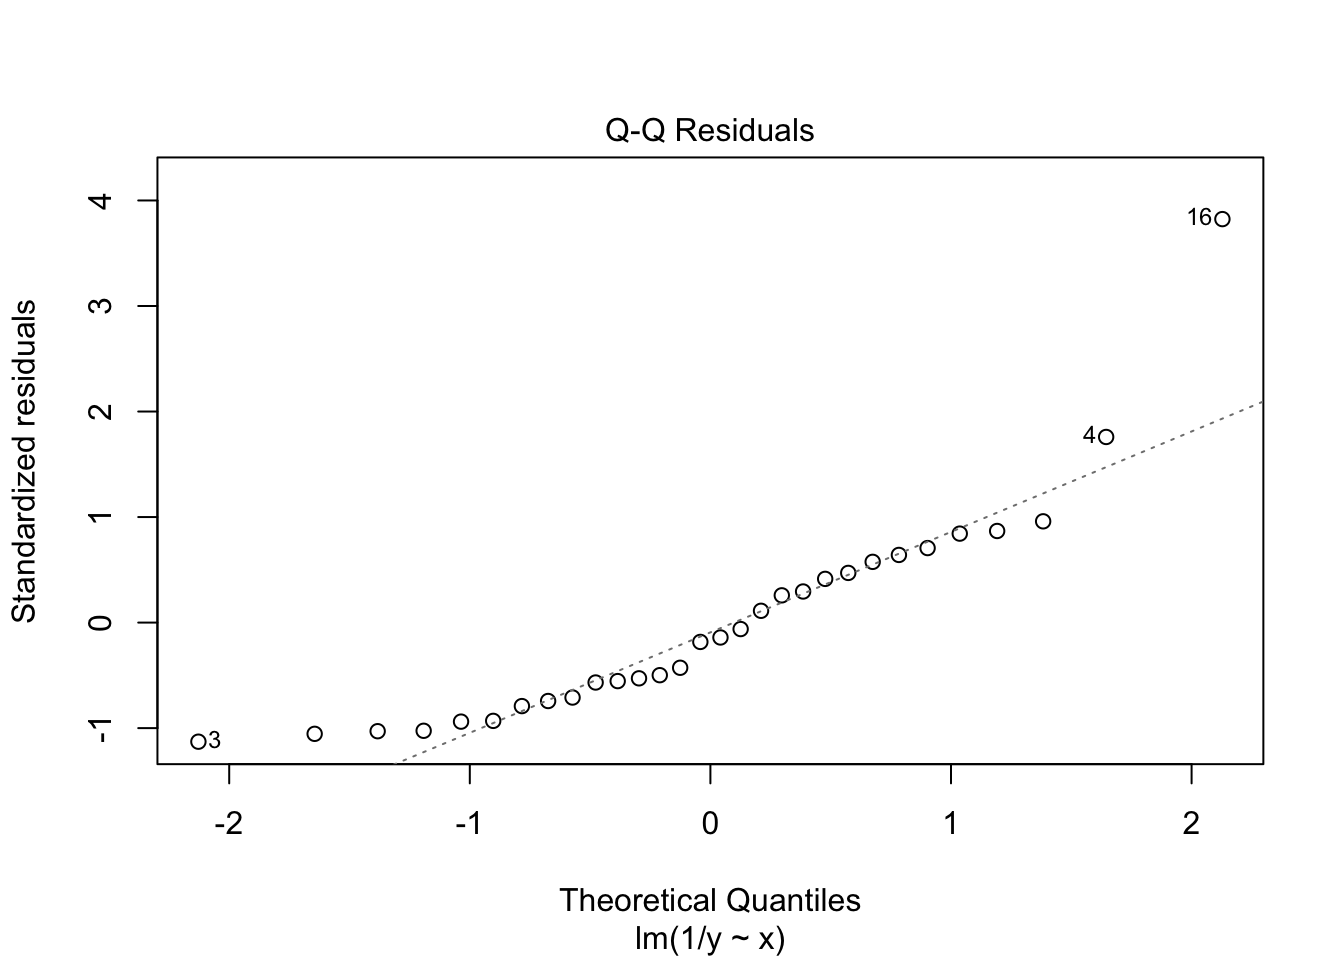 Q-Q Residuals
4
3
2
1
0
-1
Standardized residuals
16
4
3
-2 -1 0 1 2
Theoretical Quantiles
lm(1/y ~ x)